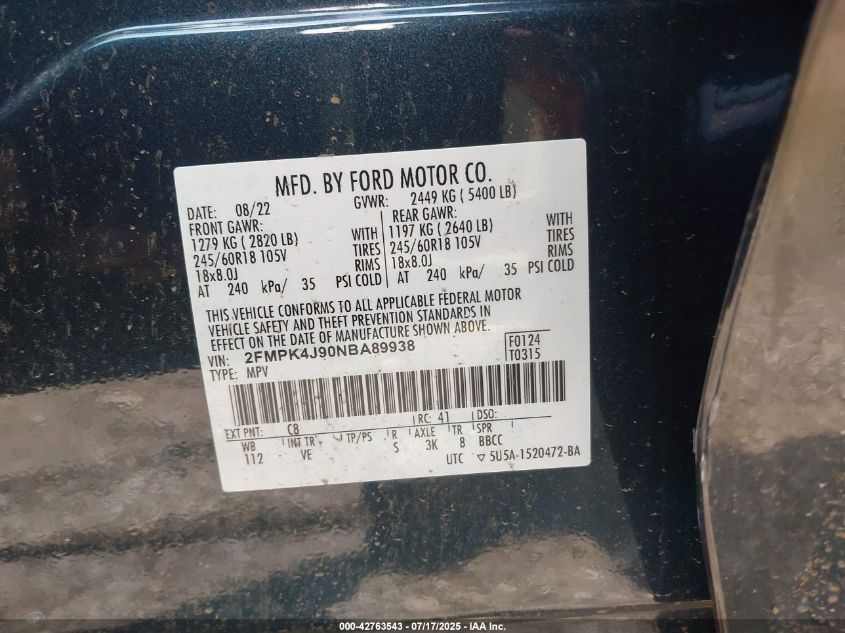 MFD. BY FORD MOTOR CO.
DATE: 08/22 GVWR: 2449 KG ( 5400 LB)
FRONT GAWR: REAR GAWR:
1279 KG ( 2820 LB) WITH 1197 KG ( 2640 LB) WITH
245/60R18 105V TIRES 245/60R18 105V TIRES
18x8.0J RIMS 18x8.0J RIMS
AT 240 kPa/ 35 PSI COLD AT 240 kPa/ 35 PSI COLD
THIS VEHICLE CONFORMS TO ALL APPLICABLE FEDERAL MOTOR
VEHICLE SAFETY AND THEFT PREVENTION STANDARDS IN
EFFECT ON THE DATE OF MANUFACTURE SHOWN ABOVE.
VIN: 2FMPK4J90NBA89938 F0124
TYPE: MPV T0315
EXT PNT: C8 RC: 41 DSO:
WB INT TR TP/PS R AXLE TR SPR
112 VE S 3K 8 BBCC
UTC ▽ 5U5A-1520472-BA
000-42763543 / 07/17/2025 - IAA Inc.